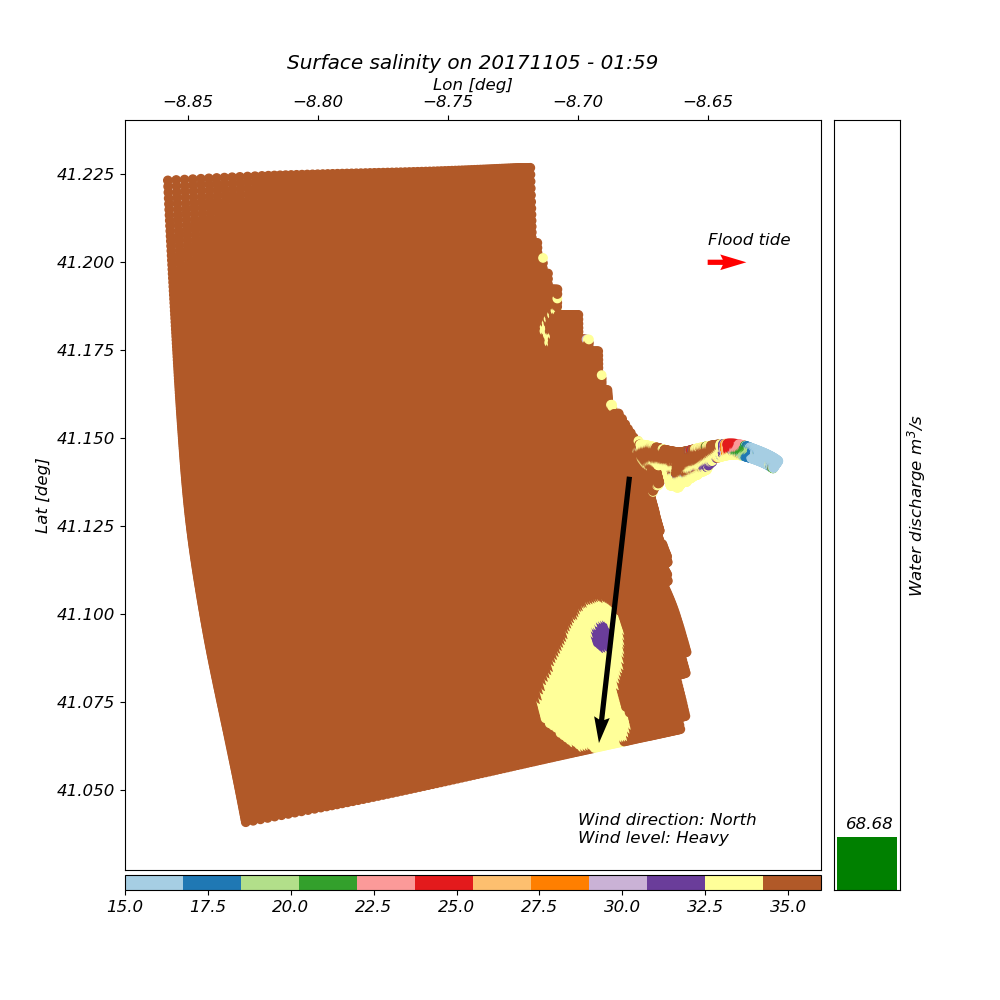 Surface salinity on 20171105 - 01:59
Lon [deg]
−8.85 −8.80 −8.75 −8.70 −8.65
41.225
41.200
41.175
41.150
41.125
41.100
41.075
41.050
Lat [deg]
Flood tide
Wind direction: North
Wind level: Heavy
68.68
Water discharge m³/s
15.0 17.5 20.0 22.5 25.0 27.5 30.0 32.5 35.0